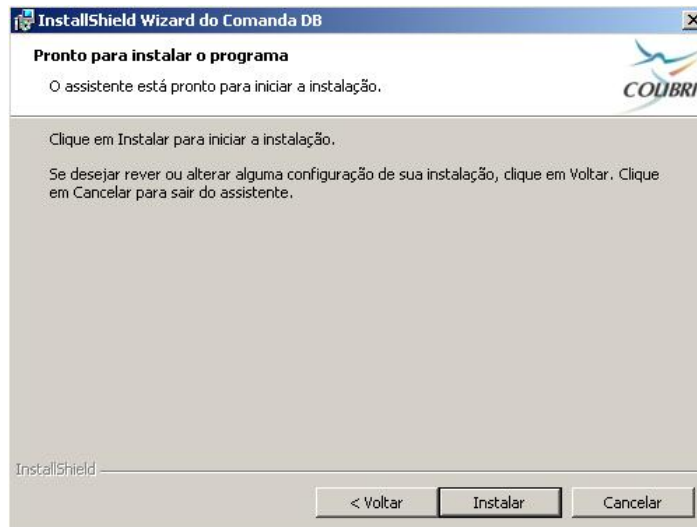 InstallShield Wizard do Comanda DB
Pronto para instalar o programa
O assistente está pronto para iniciar a instalação.
COLIBRI
Clique em Instalar para iniciar a instalação.
Se desejar rever ou alterar alguma configuração de sua instalação, clique em Voltar. Clique
em Cancelar para sair do assistente.
InstallShield
< Voltar
Instalar
Cancelar